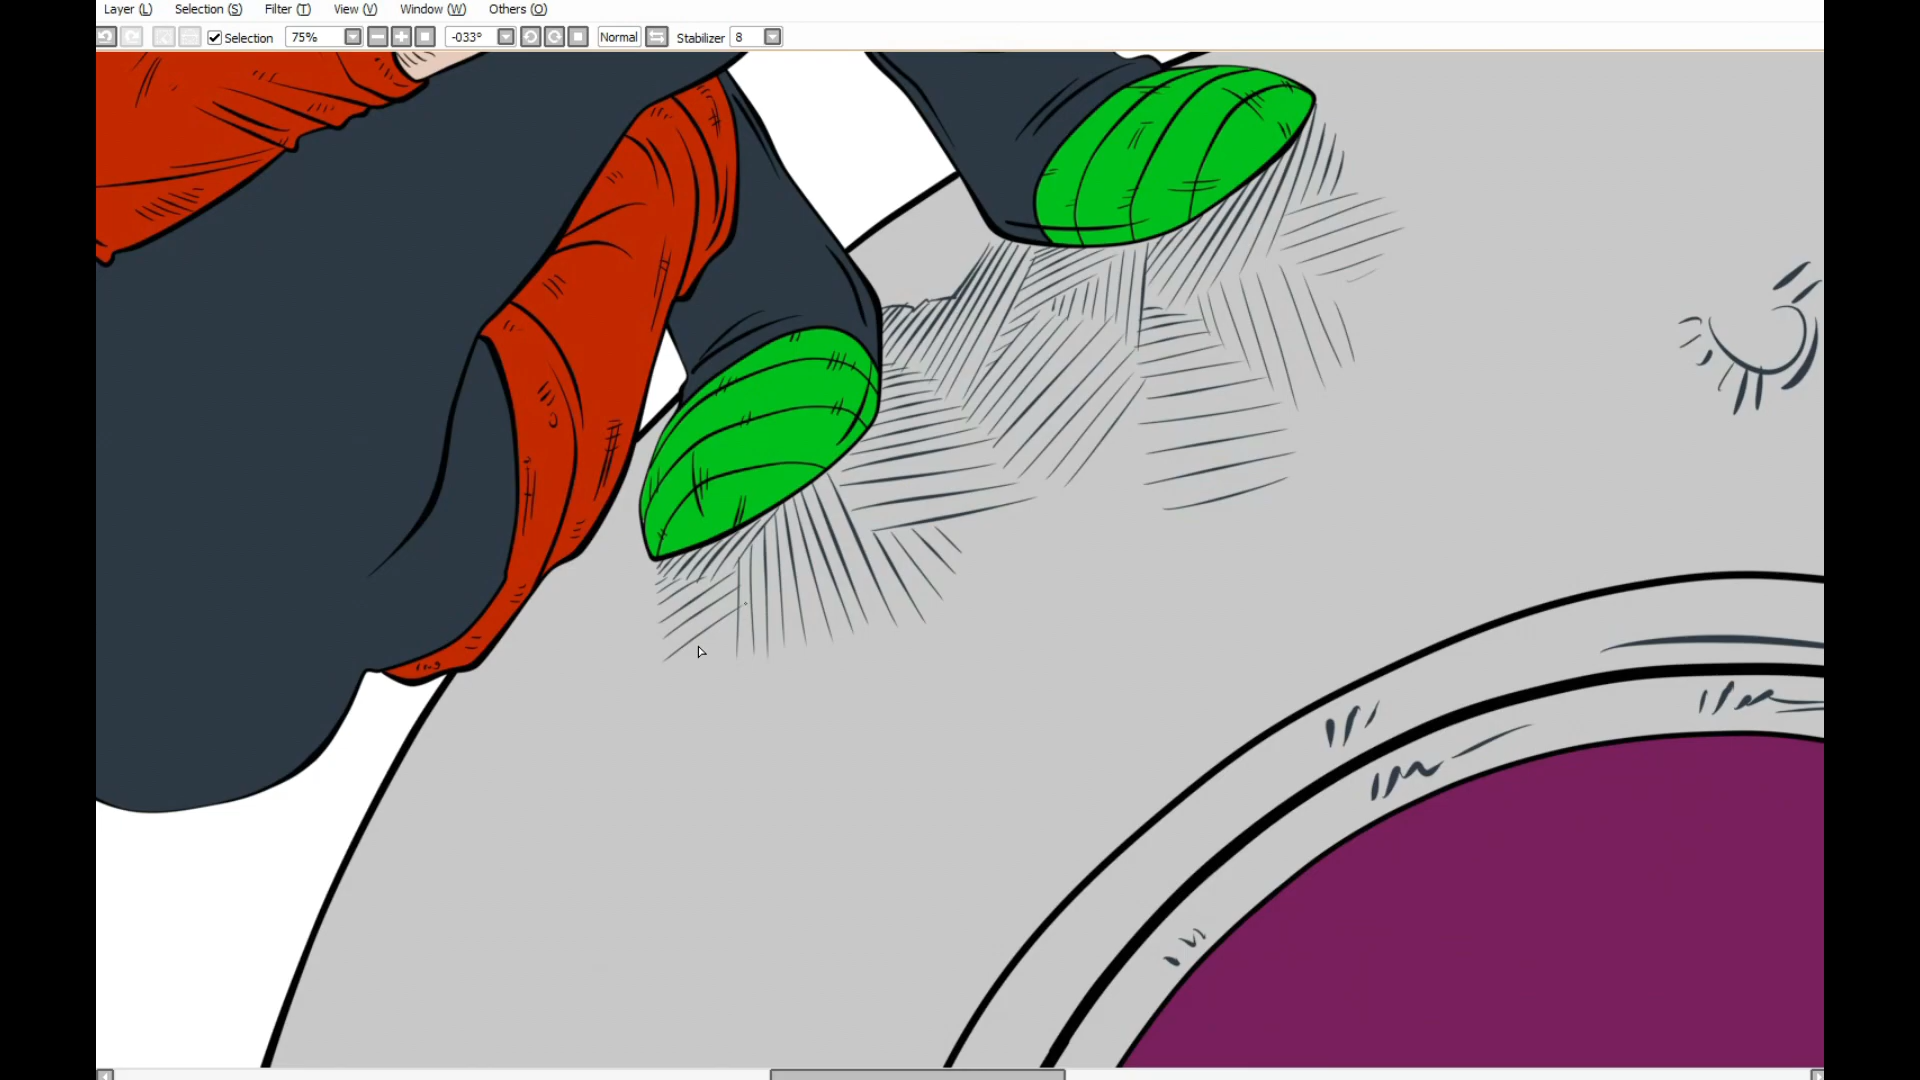 Layer (L) Selection (S) Filter (T) View (V) Window (W) Others (O)
Selection 75% -033° Normal Stabilizer 8